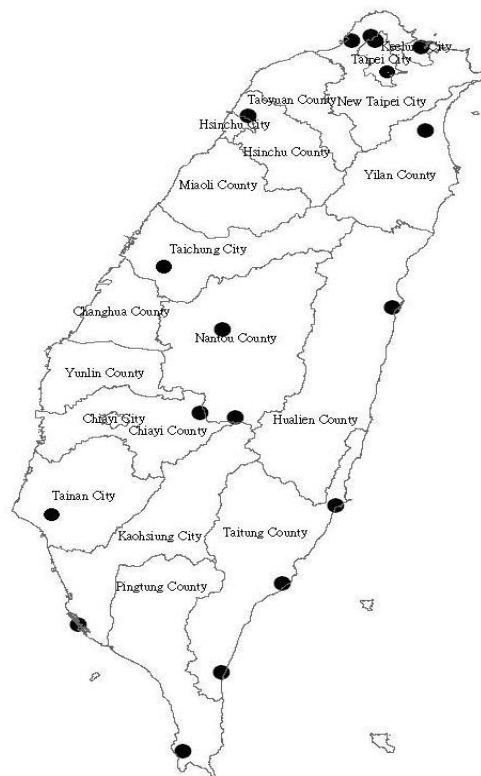 Keelung City
Taipei City
Taoyuan County
New Taipei City
Hsinchu City
Hsinchu County
Miaoli County
Yilan County
Taichung City
Changhua County
Nantou County
Yunlin County
Chiayi City
Chiayi County
Hualien County
Tainan City
Kaohsiung City
Taitung County
Pingtung County